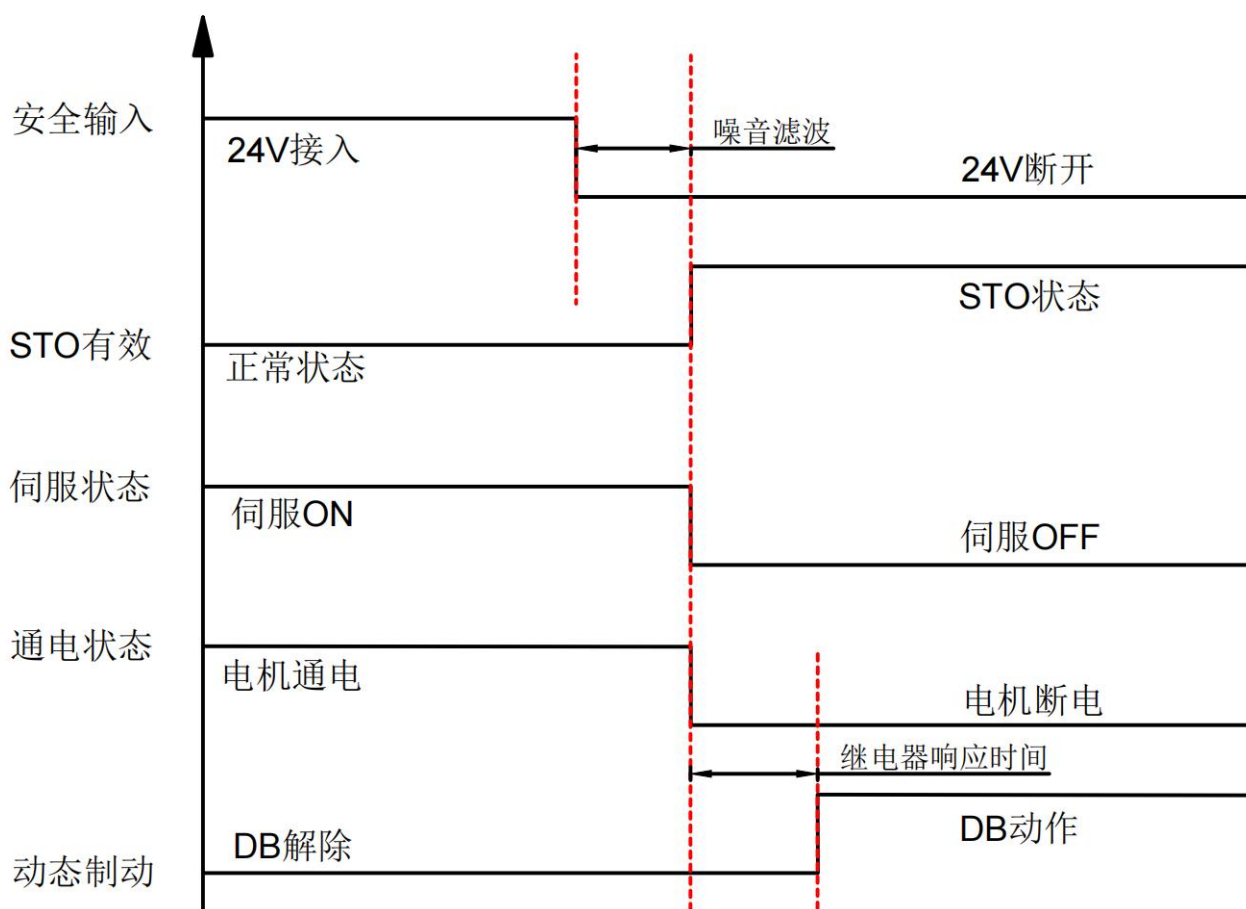 安全输入
24V接入
噪音滤波
24V断开
STO有效
正常状态
STO状态
伺服状态
伺服ON
伺服OFF
通电状态
电机通电
电机断电
继电器响应时间
动态制动
DB解除
DB动作